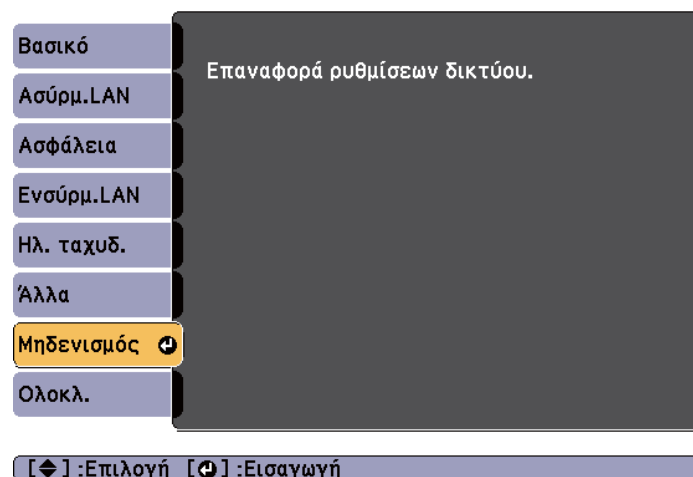 Βασικό
Επαναφορά ρυθμίσεων δικτύου.
Ασύρμ.LAN
Ασφάλεια
Ενσύρμ.LAN
Ηλ. ταχυδ.
Άλλα
Μηδενισμός
Ολοκλ.
[◆] :Επιλογή [⏎] :Εισαγωγή